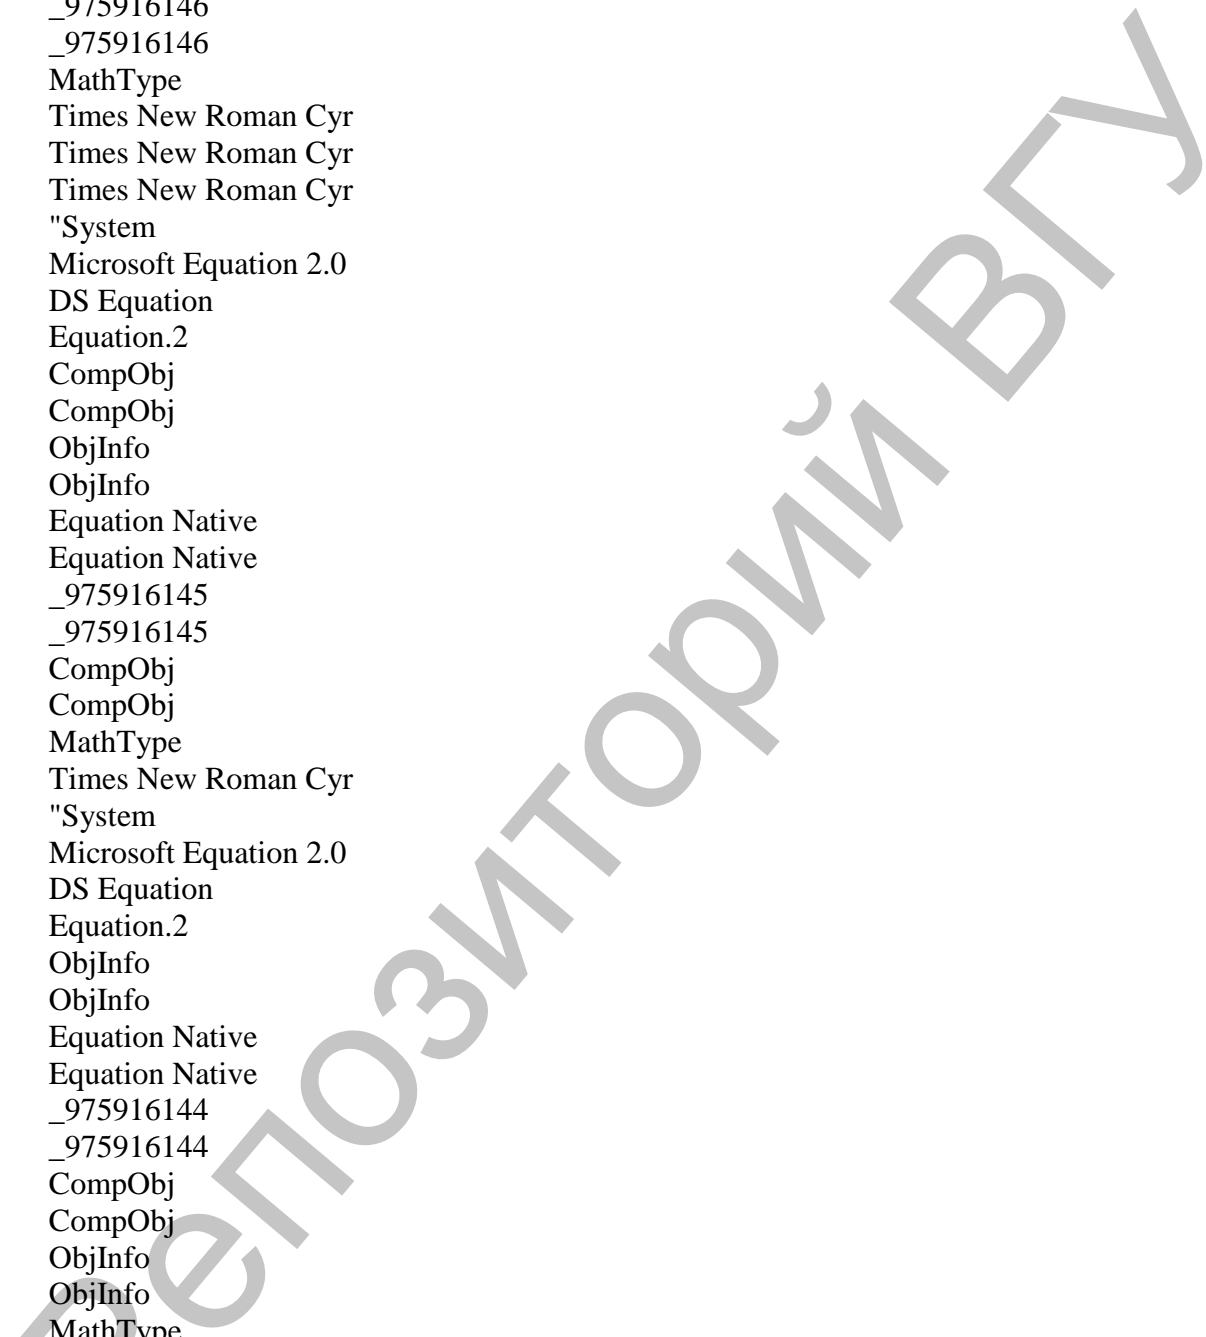 _975916146
_975916146
MathType
Times New Roman Cyr
Times New Roman Cyr
Times New Roman Cyr
"System
Microsoft Equation 2.0
DS Equation
Equation.2
CompObj
CompObj
ObjInfo
ObjInfo
Equation Native
Equation Native
_975916145
_975916145
CompObj
CompObj
MathType
Times New Roman Cyr
"System
Microsoft Equation 2.0
DS Equation
Equation.2
ObjInfo
ObjInfo
Equation Native
Equation Native
_975916144
_975916144
CompObj
CompObj
ObjInfo
ObjInfo
MathType
Репозиторий ВГУ